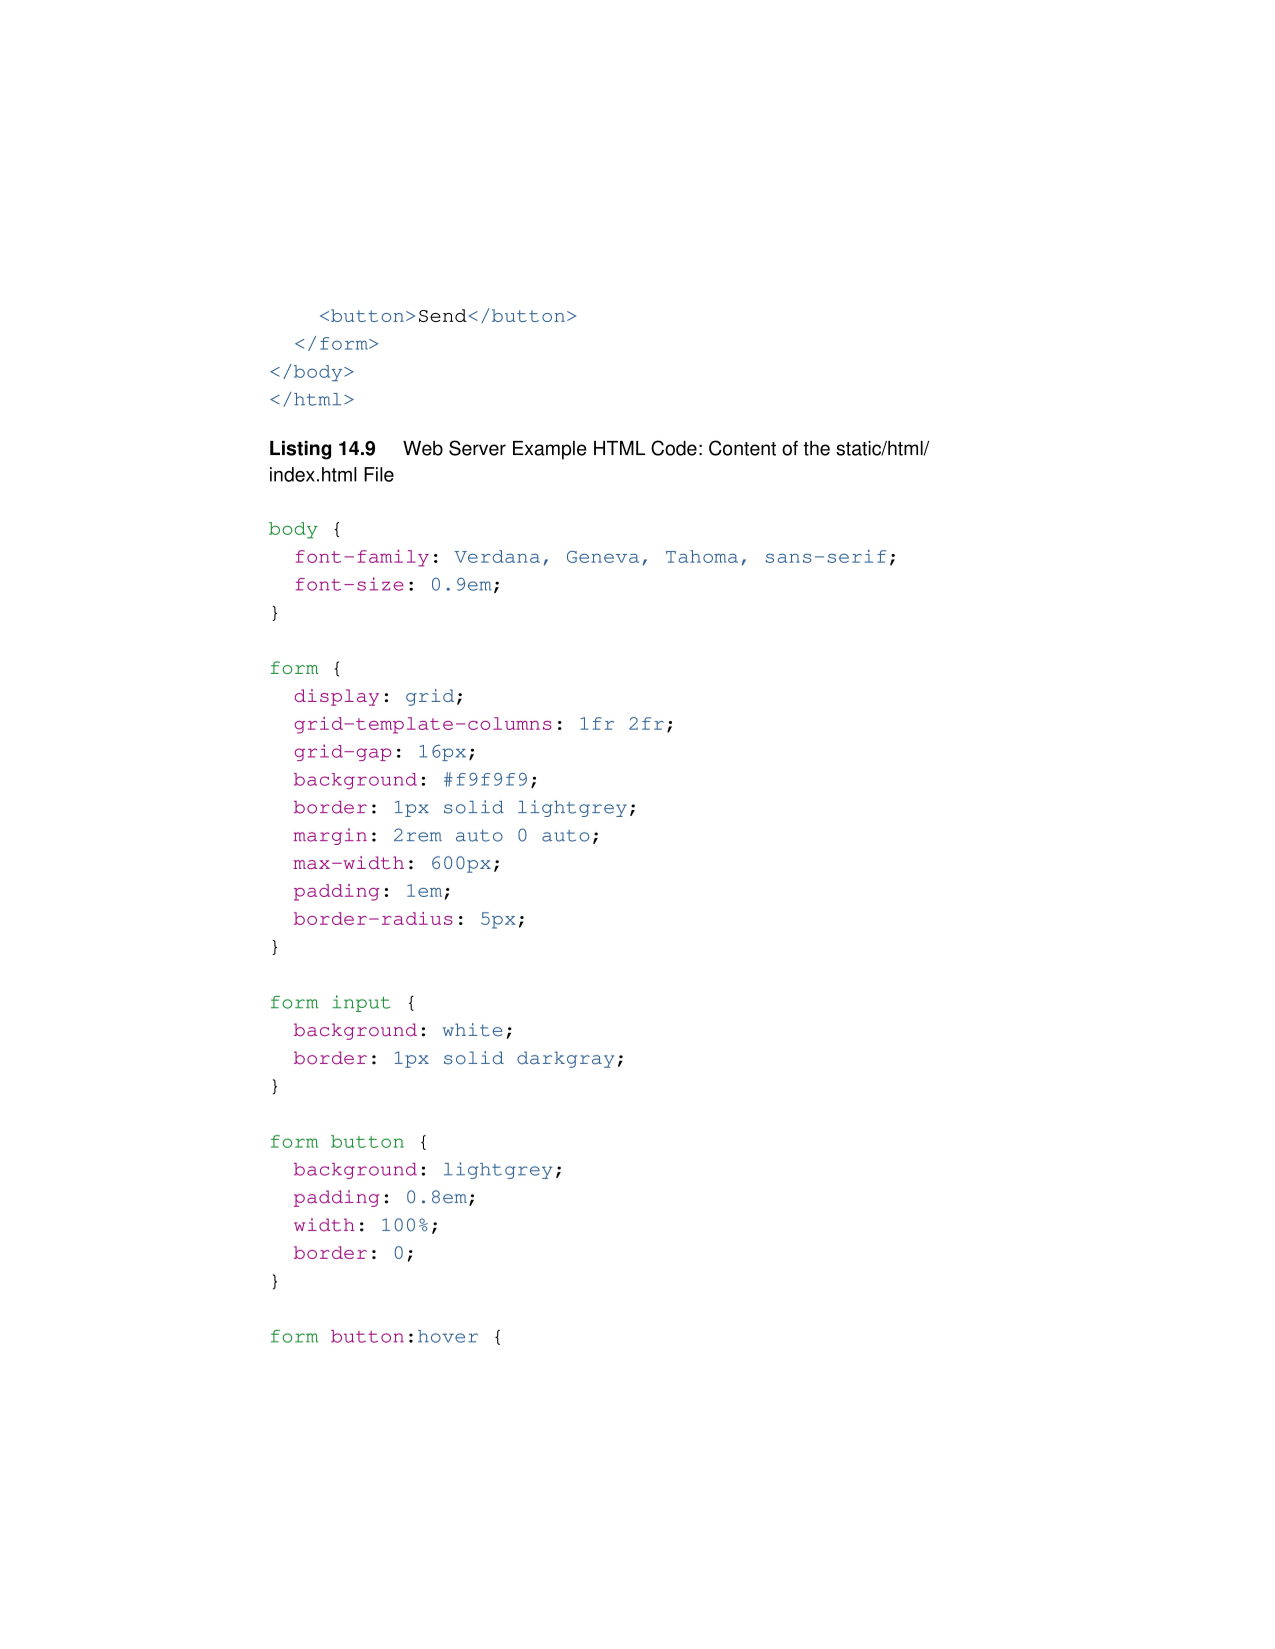 <button>Send</button>
  </form>
</body>
</html>
Listing 14.9 Web Server Example HTML Code: Content of the static/html/
index.html File
body {
  font-family: Verdana, Geneva, Tahoma, sans-serif;
  font-size: 0.9em;
}
form {
  display: grid;
  grid-template-columns: 1fr 2fr;
  grid-gap: 16px;
  background: #f9f9f9;
  border: 1px solid lightgrey;
  margin: 2rem auto 0 auto;
  max-width: 600px;
  padding: 1em;
  border-radius: 5px;
}
form input {
  background: white;
  border: 1px solid darkgray;
}
form button {
  background: lightgrey;
  padding: 0.8em;
  width: 100%;
  border: 0;
}
form button:hover {